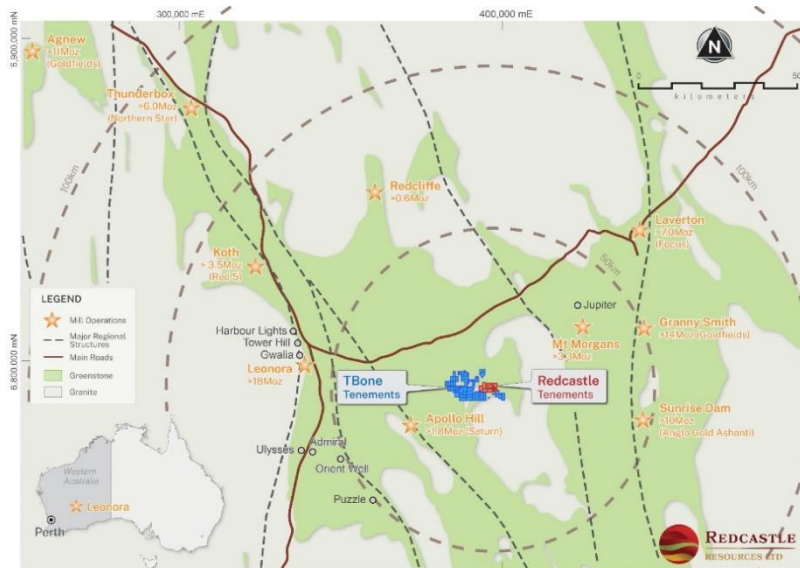 300,000 mE
400,000 mE
8,900,000 mN
6,800,000 mN
Agnew
>11Moz
(Goldfields)
Thunderbox
>6.0Moz
(Northern Star)
100km
Redcliffe
>0.6Moz
N
0
50
kilometers
100km
Laverton
>7.0Moz
(Focus)
Koth
>3.5Moz
(Red 5)
50km
Jupiter
Granny Smith
>14Moz (Goldfields)
Mt Morgans
>3.3Moz
Harbour Lights
Tower Hill
Gwalia
Leonora
>18Moz
TBone
Tenements
Redcastle
Tenements
Apollo Hill
>1.8Moz (Saturn)
Sunrise Dam
>10Moz
(Anglo Gold Ashanti)
Ulysses
Admiral
Orient Well
Puzzle
LEGEND
Mill Operations
Major Regional
Structures
Main Roads
Greenstone
Granite
Western
Australia
Leonora
Perth
REDCASTLE
RESOURCES LTD